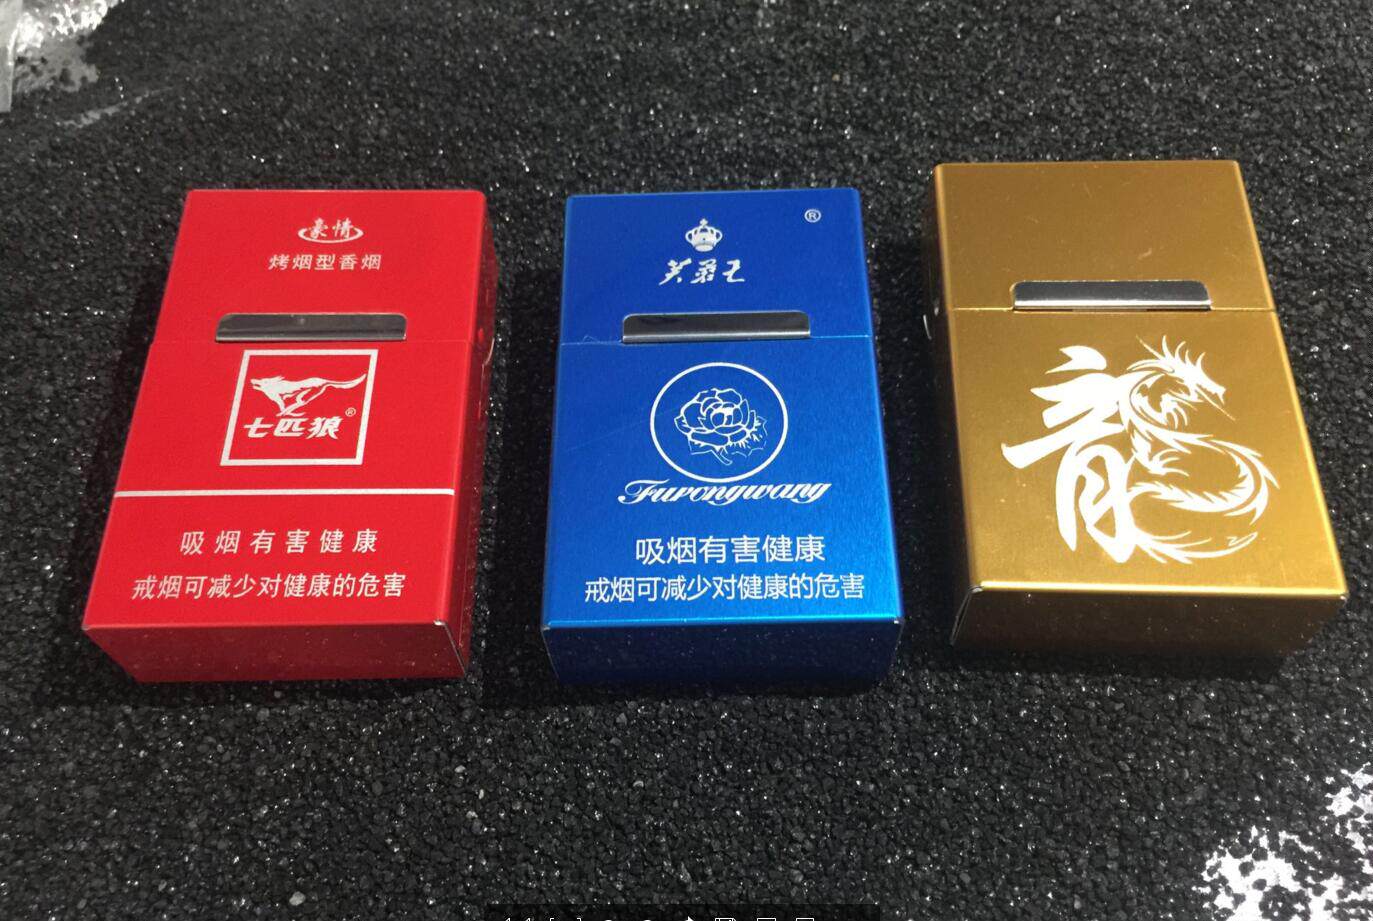 豪情
烤烟型香烟
七匹狼®
吸烟有害健康
戒烟可减少对健康的危害
®
芙蓉王
Furongwang
吸烟有害健康
戒烟可减少对健康的危害
龍